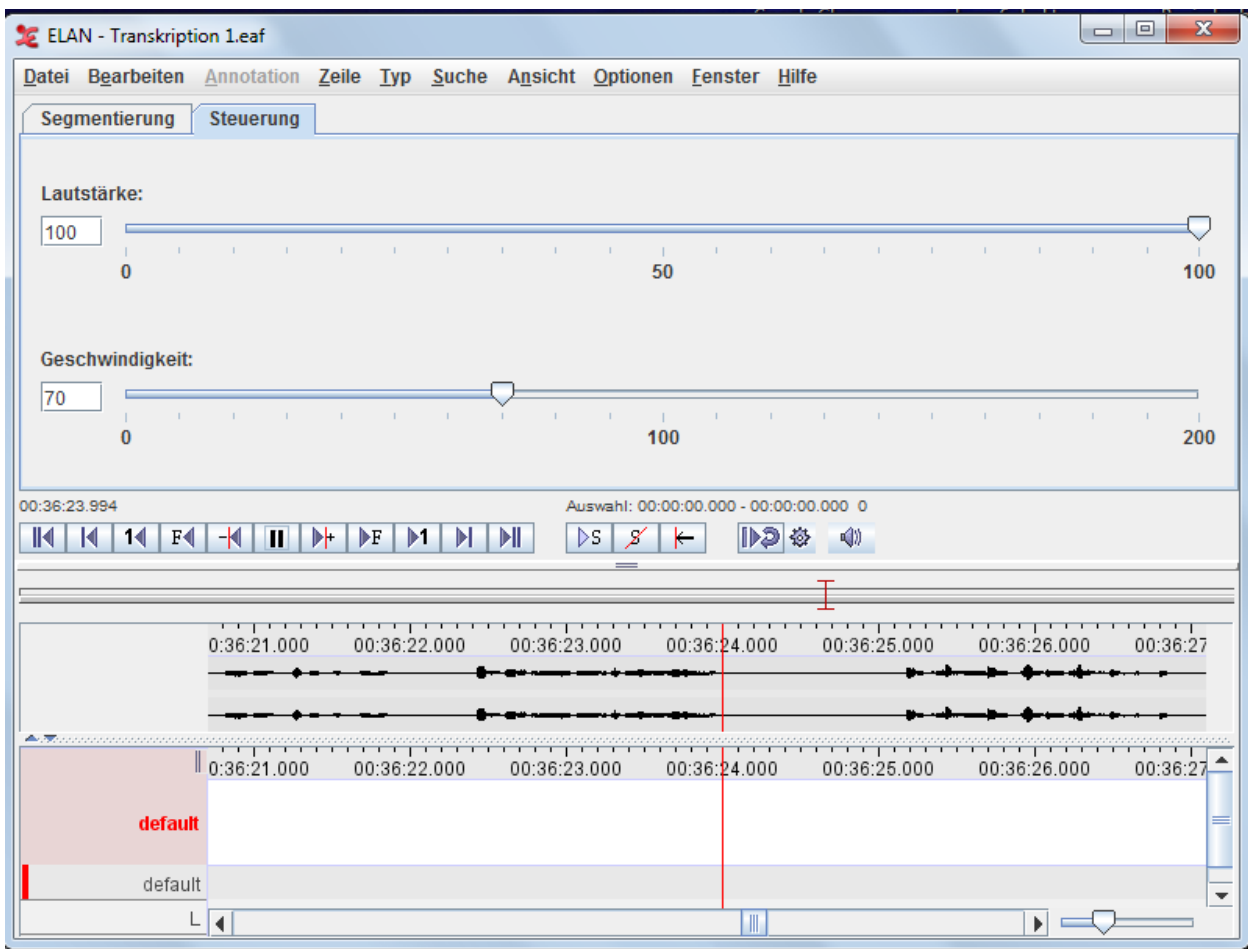 ELAN - Transkription 1.eaf
Datei Bearbeiten Annotation Zeile Typ Suche Ansicht Optionen Fenster Hilfe
Segmentierung Steuerung
Lautstärke:
100
0 50 100
Geschwindigkeit:
70
0 100 200
00:36:23.994 Auswahl: 00:00:00.000 - 00:00:00.000 0
1 F - + F 1 S S
0:36:21.000 00:36:22.000 00:36:23.000 00:36:24.000 00:36:25.000 00:36:26.000 00:36:27
0:36:21.000 00:36:22.000 00:36:23.000 00:36:24.000 00:36:25.000 00:36:26.000 00:36:27
default
default
L